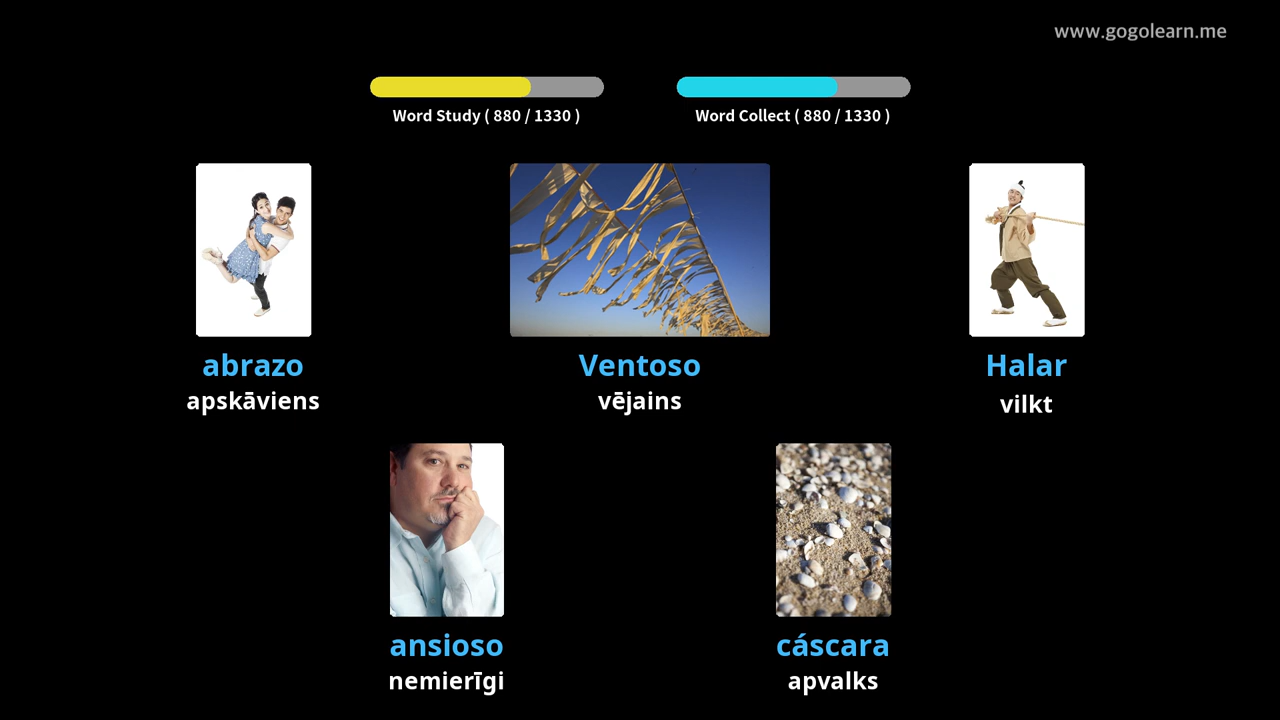 www.gogolearn.me
Word Study ( 880 / 1330 )
Word Collect ( 880 / 1330 )
abrazo
apskāviens
Ventoso
vējains
Halar
vilkt
ansioso
nemierīgi
cáscara
apvalks